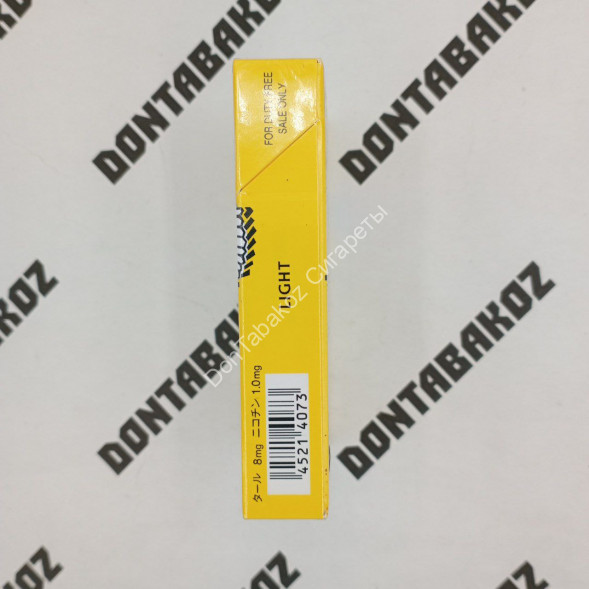 FOR DUTY FREE
SALE ONLY
LIGHT
タール 8mg ニコチン 1.0mg
4521 4073
DonTabakoz Сигареты
DONTABAKOZ
DONTABAKOZ
DONTABAKOZ
DONTABAKOZ